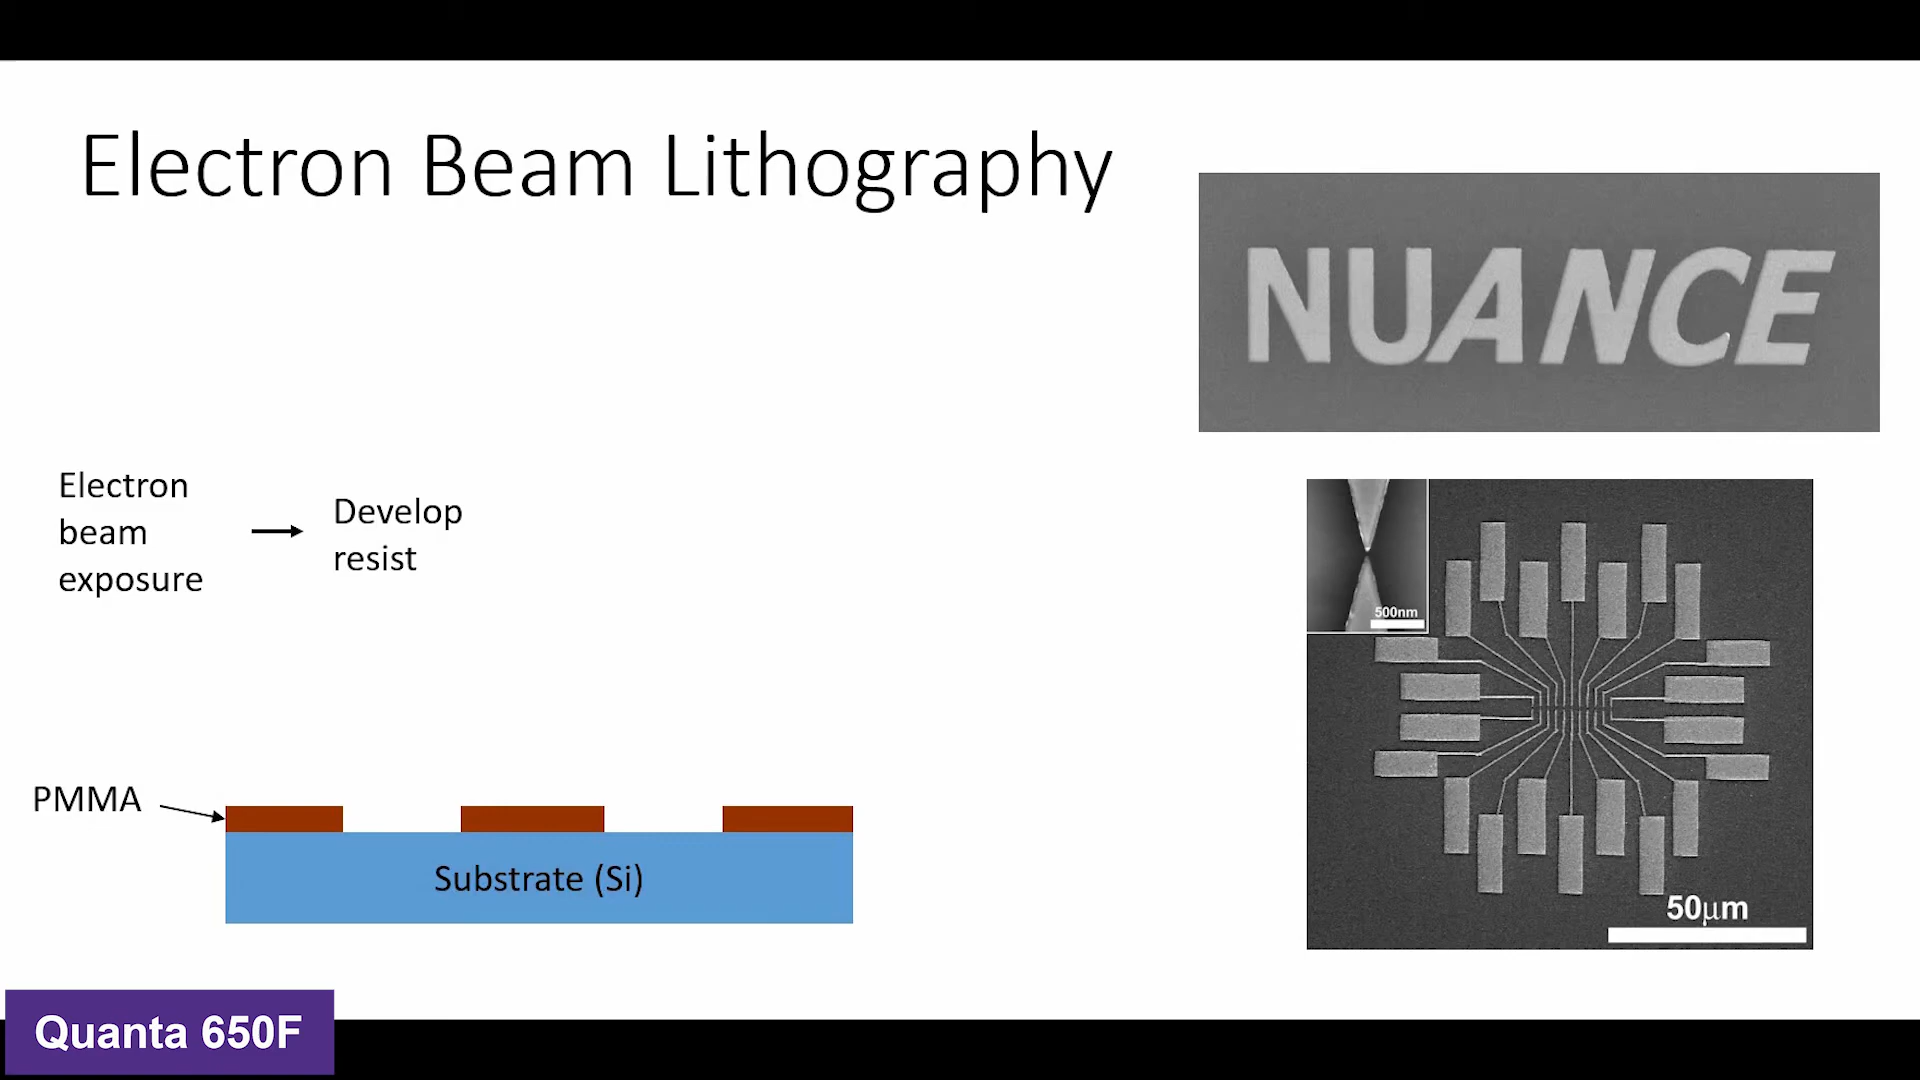 Electron Beam Lithography
NUANCE
Electron
beam
exposure
Develop
resist
500nm
PMMA
Substrate (Si)
50μm
Quanta 650F